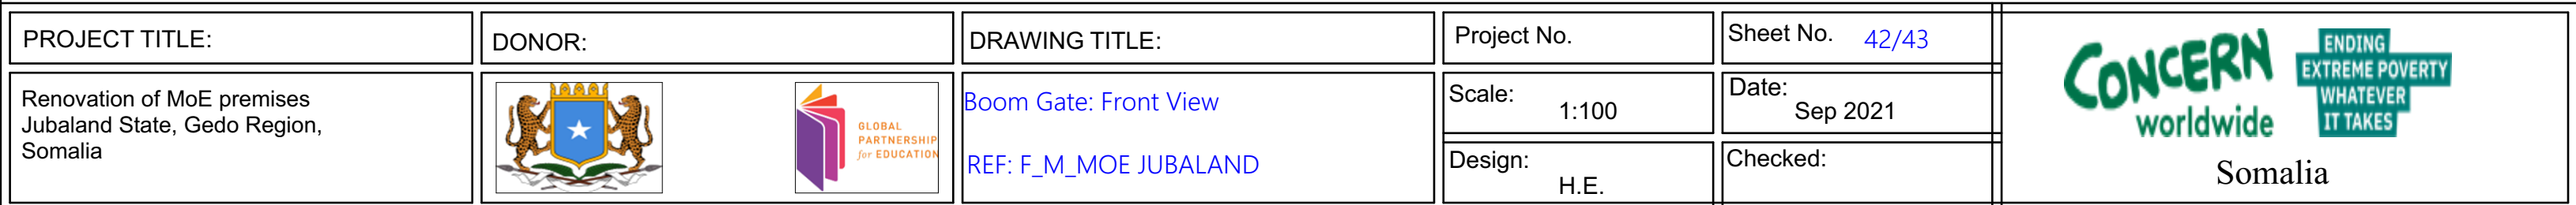 PROJECT TITLE:
Renovation of MoE premises
Jubaland State, Gedo Region,
Somalia
DONOR:
GLOBAL
PARTNERSHIP
for EDUCATION
DRAWING TITLE:
Boom Gate: Front View
REF: F_M_MOE JUBALAND
Project No.
Scale:
1:100
Design:
H.E.
Sheet No. 42/43
Date:
Sep 2021
Checked:
CONCERN
worldwide
ENDING
EXTREME POVERTY
WHATEVER
IT TAKES
Somalia